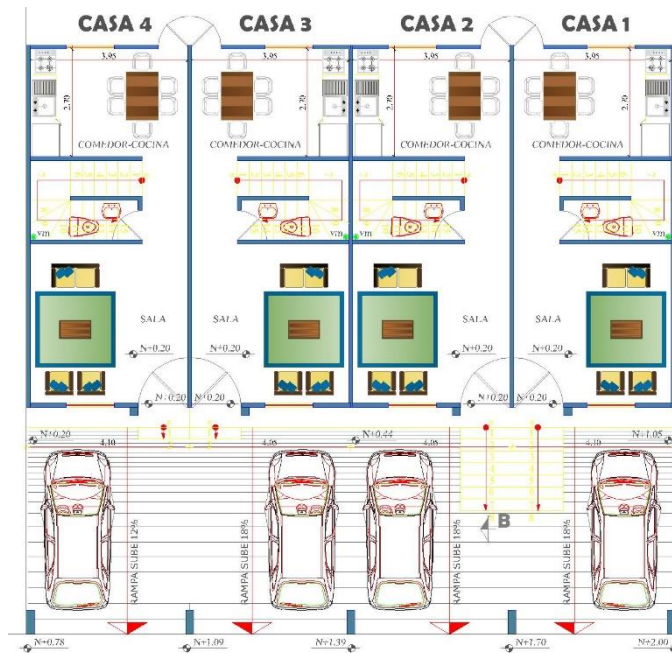 CASA 4 CASA 3 CASA 2 CASA 1
3,95 3,95 3,95 3,95
2,70 2,70 2,70 2,70
COMEDOR-COCINA COMEDOR-COCINA COMEDOR-COCINA COMEDOR-COCINA
vm vm vm vm
SALA SALA SALA SALA
N+0.20 N+0.20 N+0.20 N+0.20
N+0.20 N+0.20 N+0.20 N+0.20
N+0.20 N+0.44 N+1.05
4,10 4,05 4,05 4,10
B
RAMPA SUBE 12% RAMPA SUBE 18% RAMPA SUBE 18% RAMPA SUBE 18%
N+0.78 N+1.09 N+1.39 N+1.70 N+2.00